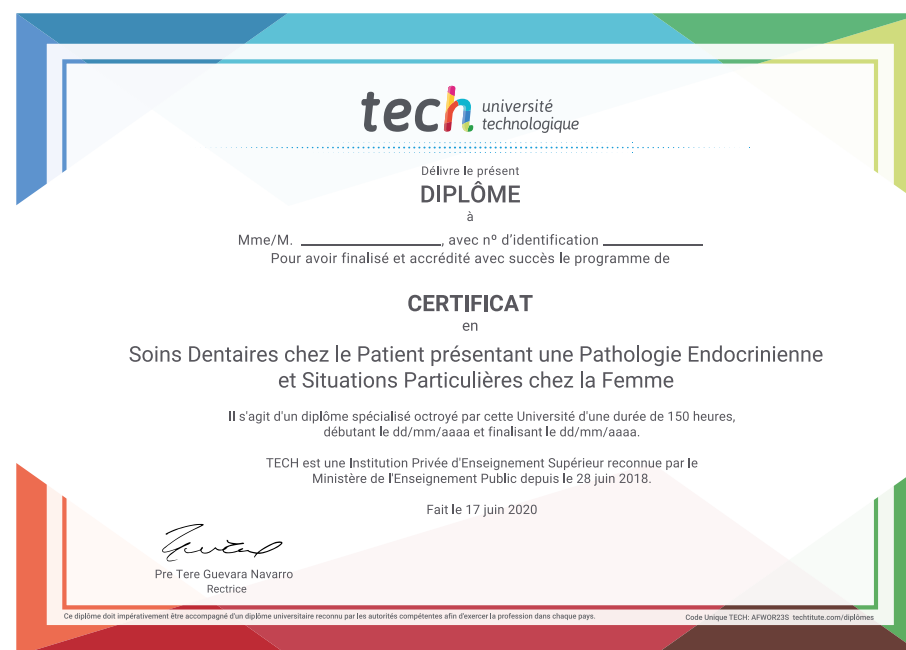 tech université
technologique
Délivre le présent
DIPLÔME
à
Mme/M. ____________________, avec nº d'identification ______________
Pour avoir finalisé et accrédité avec succès le programme de
CERTIFICAT
en
Soins Dentaires chez le Patient présentant une Pathologie Endocrinienne
et Situations Particulières chez la Femme
Il s'agit d'un diplôme spécialisé octroyé par cette Université d'une durée de 150 heures,
débutant le dd/mm/aaaa et finalisant le dd/mm/aaaa.
TECH est une Institution Privée d'Enseignement Supérieur reconnue par le
Ministère de l'Enseignement Public depuis le 28 juin 2018.
Fait le 17 juin 2020
Pre Tere Guevara Navarro
Rectrice
Ce diplôme doit impérativement être accompagné d'un diplôme universitaire reconnu par les autorités compétentes afin d'exercer la profession dans chaque pays.
Code Unique TECH: AFWOR23S techtitute.com/diplômes